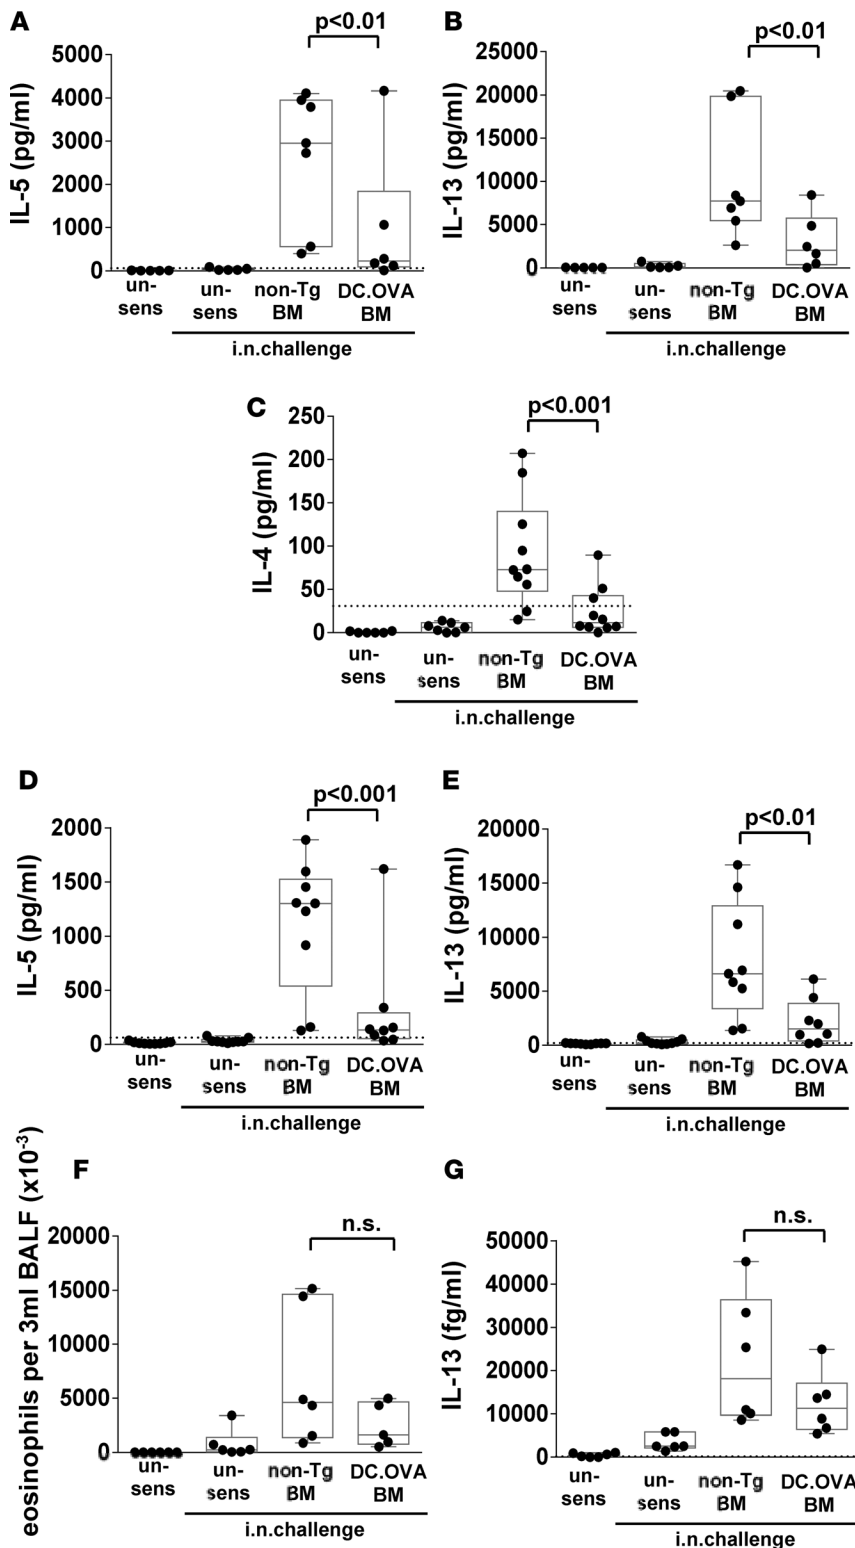 A
p<0.01
IL-5 (pg/ml)
5000
4000
3000
2000
1000
0
un-
sens
un-
sens
non-Tg
BM
DC.OVA
BM
i.n.challenge
B
p<0.01
IL-13 (pg/ml)
25000
20000
15000
10000
5000
0
un-
sens
un-
sens
non-Tg
BM
DC.OVA
BM
i.n.challenge
C
p<0.001
IL-4 (pg/ml)
250
200
150
100
50
0
un-
sens
un-
sens
non-Tg
BM
DC.OVA
BM
i.n.challenge
D
p<0.001
IL-5 (pg/ml)
2000
1500
1000
500
0
un-
sens
un-
sens
non-Tg
BM
DC.OVA
BM
i.n.challenge
E
p<0.01
IL-13 (pg/ml)
20000
15000
10000
5000
0
un-
sens
un-
sens
non-Tg
BM
DC.OVA
BM
i.n.challenge
F
n.s.
eosinophils per 3ml BALF (x10⁻³)
20000
15000
10000
5000
0
un-
sens
un-
sens
non-Tg
BM
DC.OVA
BM
i.n.challenge
G
n.s.
IL-13 (fg/ml)
50000
40000
30000
20000
10000
0
un-
sens
un-
sens
non-Tg
BM
DC.OVA
BM
i.n.challenge